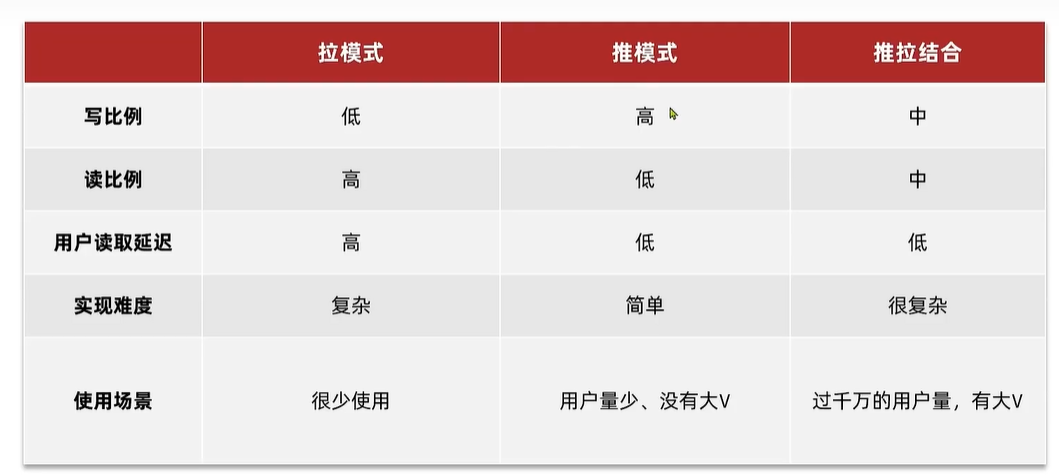 拉模式 推模式 推拉结合
写比例 低 高 中
读比例 高 低 中
用户读取延迟 高 低 低
实现难度 复杂 简单 很复杂
使用场景 很少使用 用户量少、没有大V 过千万的用户量，有大V